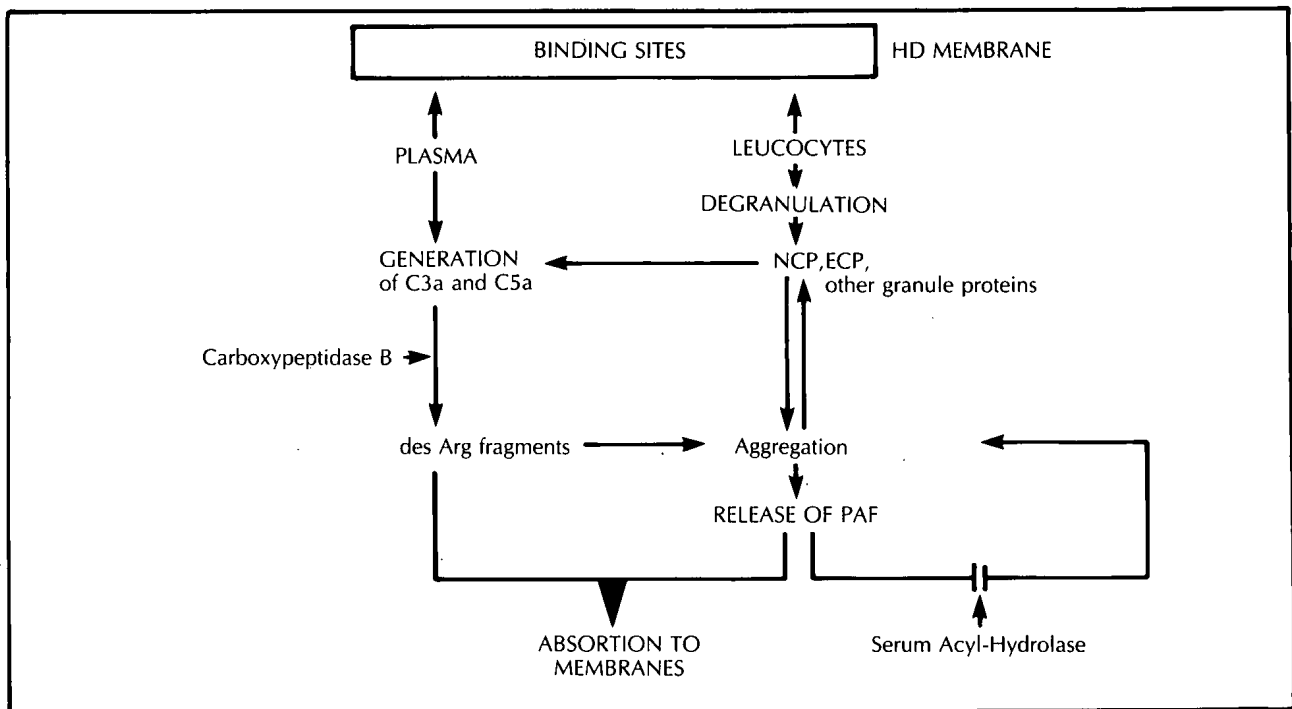 BINDING SITES
HD MEMBRANE
PLASMA
LEUCOCYTES
DEGRANULATION
GENERATION
of C3a and C5a
NCP, ECP,
other granule proteins
Carboxypeptidase B
des Arg fragments
Aggregation
RELEASE OF PAF
ABSORTION TO
MEMBRANES
Serum Acyl-Hydrolase